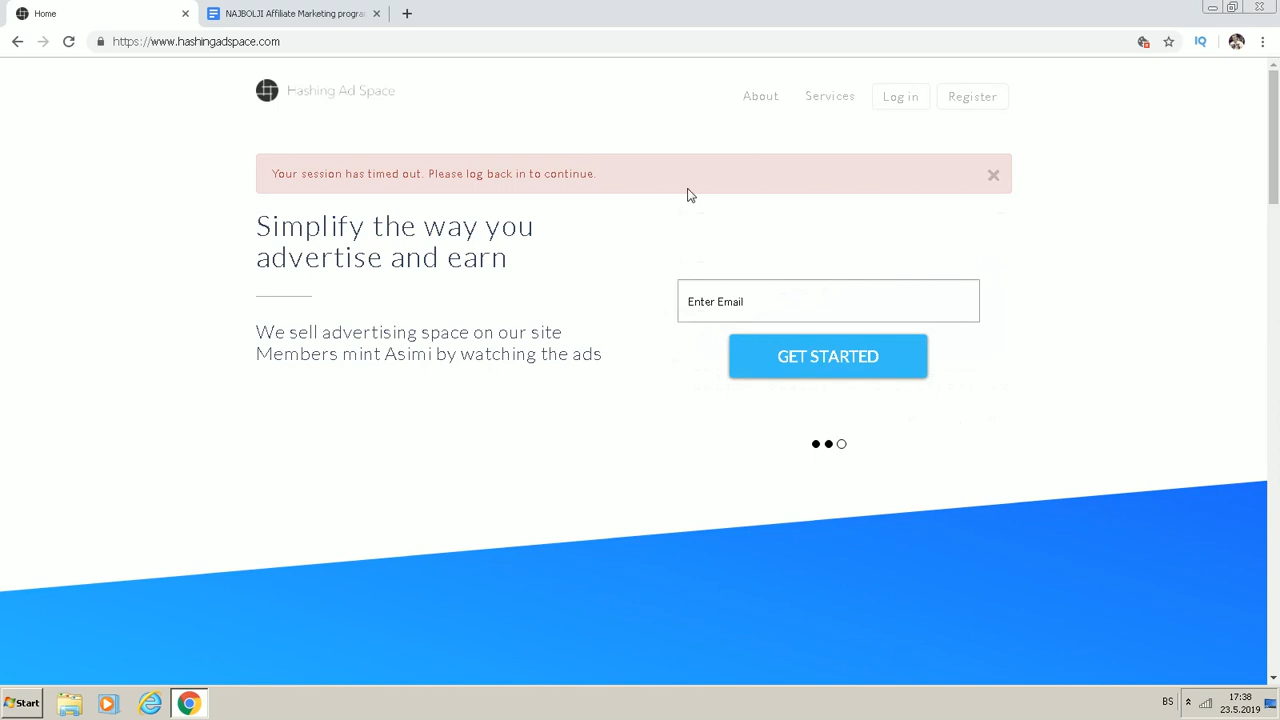 Home
NAJBOLJI Affiliate Marketing progra
https://www.hashingadspace.com
IQ
Hashing Ad Space
About
Services
Log in
Register
Your session has timed out. Please log back in to continue.
Simplify the way you
advertise and earn
Enter Email
We sell advertising space on our site
Members mint Asimi by watching the ads
GET STARTED
Start
BS
17:38
23.5.2019